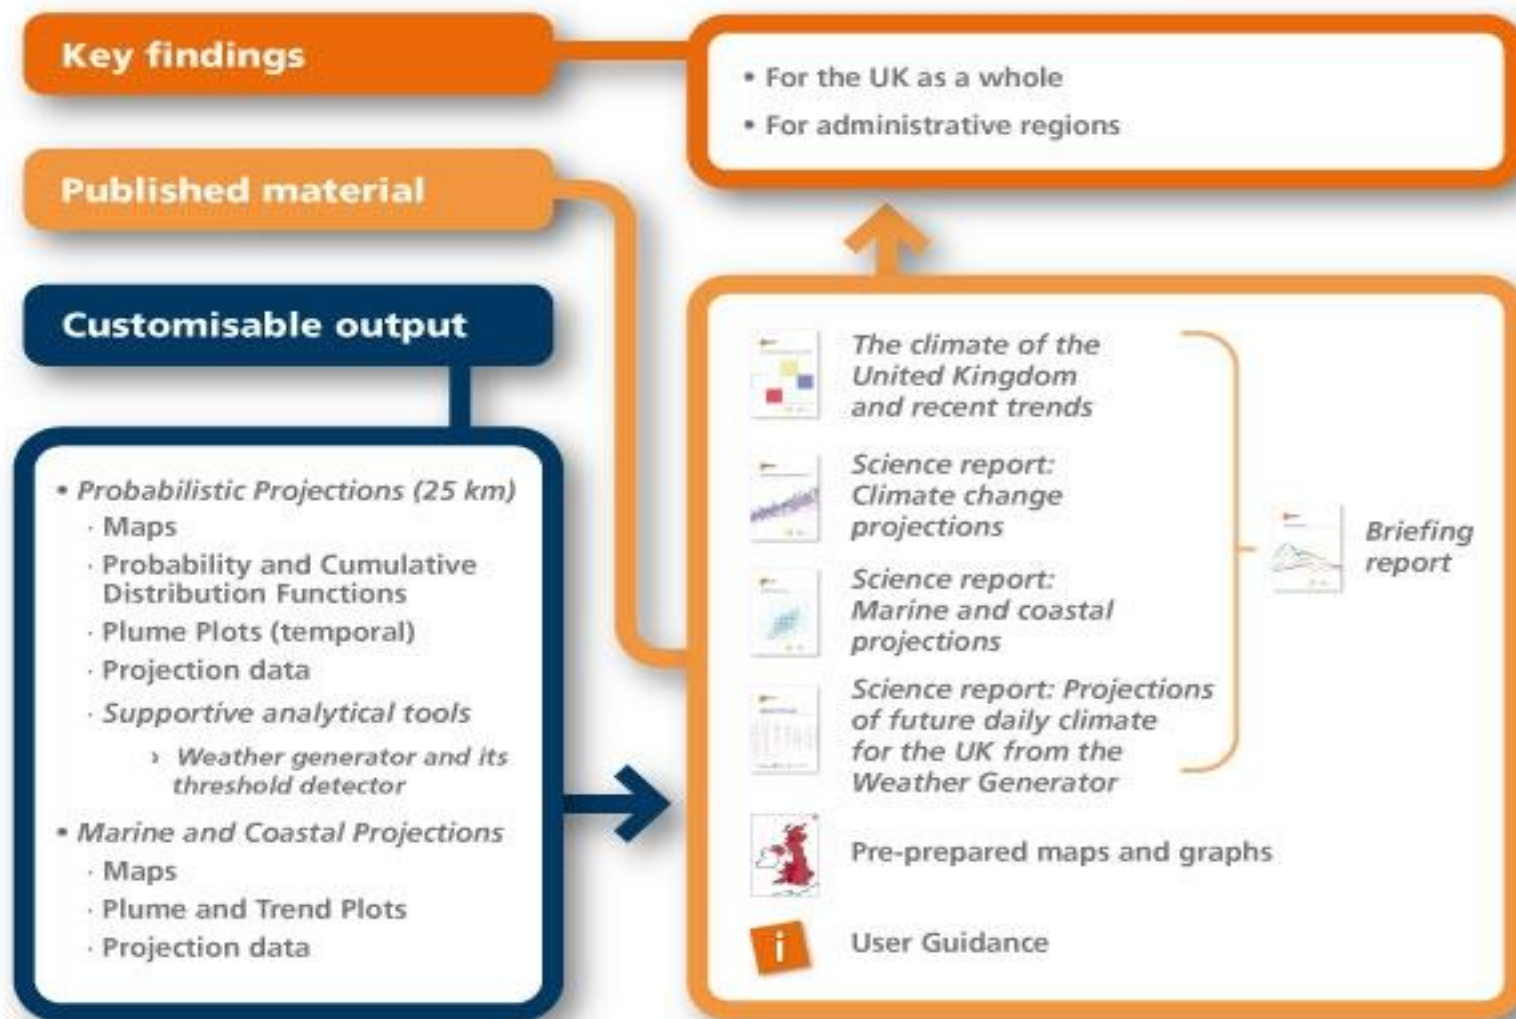 Key findings
• For the UK as a whole
• For administrative regions
Published material
Customisable output
• Probabilistic Projections (25 km)
· Maps
· Probability and Cumulative
Distribution Functions
· Plume Plots (temporal)
· Projection data
· Supportive analytical tools
› Weather generator and its
threshold detector
• Marine and Coastal Projections
· Maps
· Plume and Trend Plots
· Projection data
The climate of the
United Kingdom
and recent trends
Science report:
Climate change
projections
Science report:
Marine and coastal
projections
Science report: Projections
of future daily climate
for the UK from the
Weather Generator
Briefing
report
Pre-prepared maps and graphs
i
User Guidance